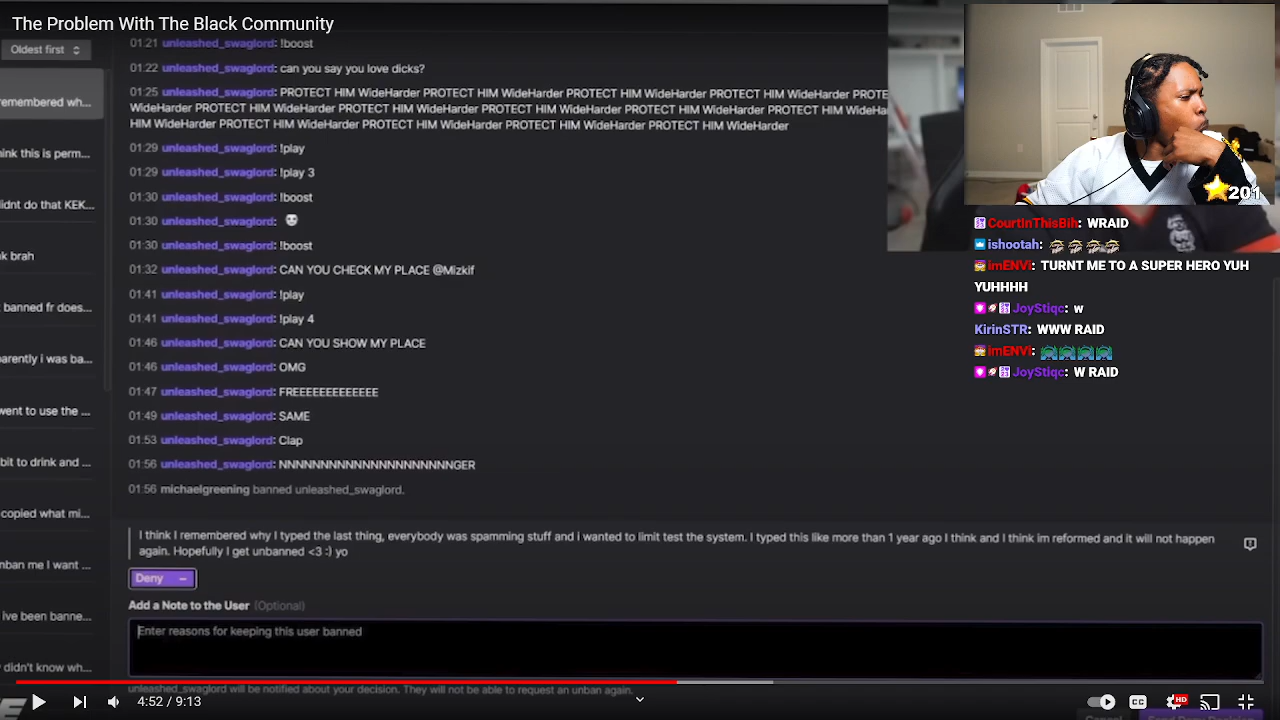 The Problem With The Black Community
Oldest first
emembered wh...
ink this is perm...
idnt do that KEK...
k brah
banned fr does...
arently i was ba...
went to use the ...
bit to drink and ...
copied what mi...
nban me I want ...
ive been banne...
didn't know wh...
01:21 unleashed_swaglord: !boost
01:22 unleashed_swaglord: can you say you love dicks?
01:25 unleashed_swaglord: PROTECT HIM WideHarder PROTECT HIM WideHarder PROTECT HIM WideHarder PROTECT HIM WideHarder PROTE
WideHarder PROTECT HIM WideHarder PROTECT HIM WideHarder PROTECT HIM WideHarder PROTECT HIM WideHarder PROTECT HIM
HIM WideHarder PROTECT HIM WideHarder PROTECT HIM WideHarder PROTECT HIM WideHarder PROTECT HIM WideHarder
01:29 unleashed_swaglord: !play
01:29 unleashed_swaglord: !play 3
01:30 unleashed_swaglord: !boost
01:30 unleashed_swaglord:
01:30 unleashed_swaglord: !boost
01:32 unleashed_swaglord: CAN YOU CHECK MY PLACE @Mizkif
01:41 unleashed_swaglord: !play
01:41 unleashed_swaglord: !play 4
01:46 unleashed_swaglord: CAN YOU SHOW MY PLACE
01:46 unleashed_swaglord: OMG
01:47 unleashed_swaglord: FREEEEEEEEEEEEE
01:49 unleashed_swaglord: SAME
01:53 unleashed_swaglord: Clap
01:56 unleashed_swaglord: NNNNNNNNNNNNNNNNNNNNGER
01:56 michaelgreening banned unleashed_swaglord.
I think I remembered why I typed the last thing, everybody was spamming stuff and i wanted to limit test the system. I typed this like more than 1 year ago I think and I think im reformed and it will not happen
again. Hopefully I get unbanned <3 :) yo
Deny
Add a Note to the User (Optional)
Enter reasons for keeping this user banned
unleashed_swaglord will be notified about your decision. They will not be able to request an unban again.
201
CourtInThisBih: WRAID
ishootah:
imENVi: TURNT ME TO A SUPER HERO YUH
YUHHHH
JoyStiqc: w
KirinSTR: WWW RAID
imENVi:
JoyStiqc: W RAID
4:52 / 9:13
CC
HD